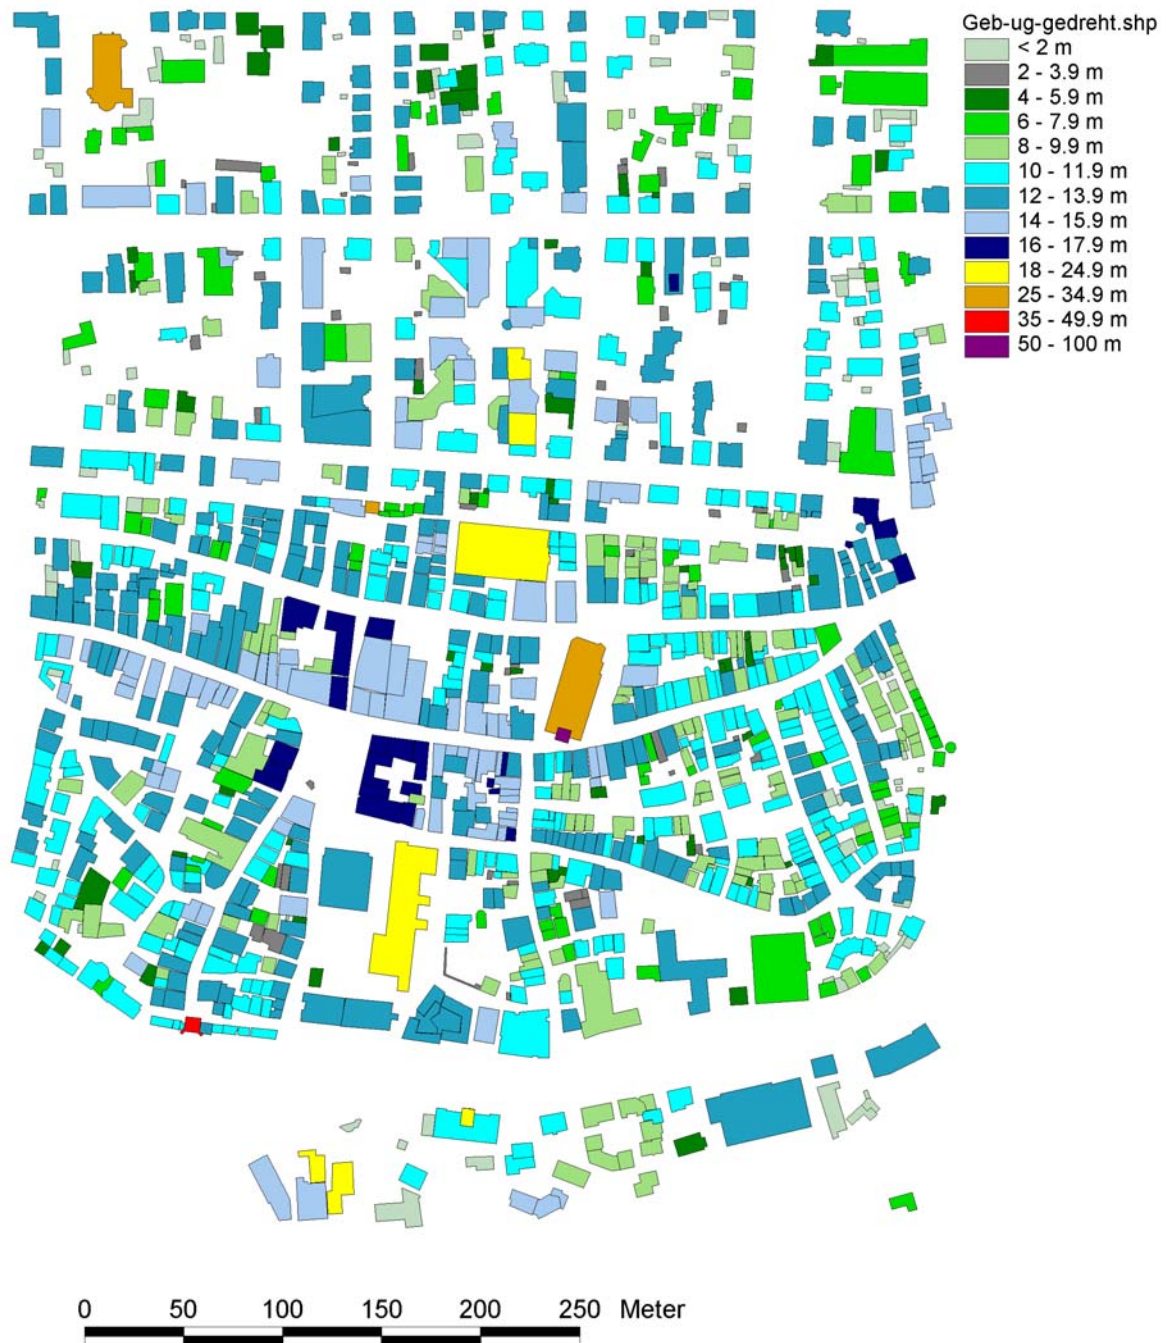 Geb-ug-gedreht.shp
< 2 m
2 - 3.9 m
4 - 5.9 m
6 - 7.9 m
8 - 9.9 m
10 - 11.9 m
12 - 13.9 m
14 - 15.9 m
16 - 17.9 m
18 - 24.9 m
25 - 34.9 m
35 - 49.9 m
50 - 100 m
0 50 100 150 200 250 Meter